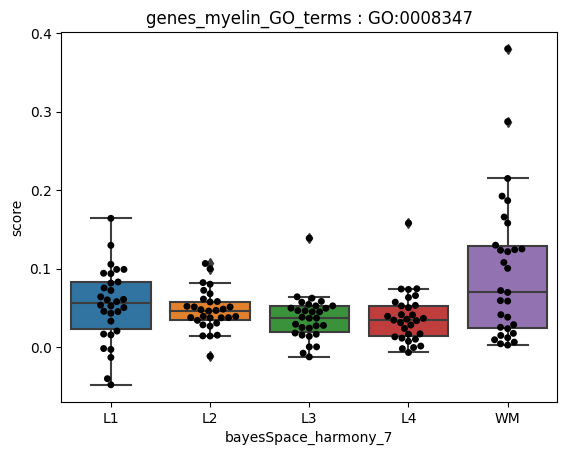 genes_myelin_GO_terms : GO:0008347
0.4
0.3
0.2
0.1
0.0
score
L1 L2 L3 L4 WM
bayesSpace_harmony_7